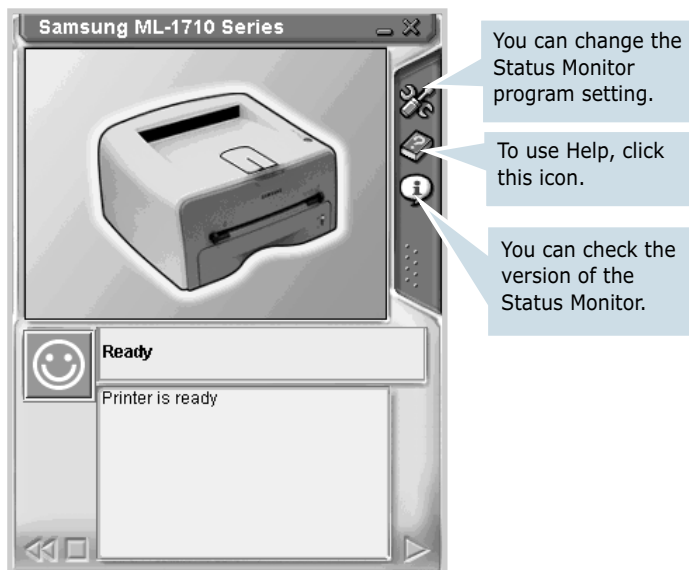 Samsung ML-1710 Series
You can change the
Status Monitor
program setting.
To use Help, click
this icon.
You can check the
version of the
Status Monitor.
Ready
Printer is ready